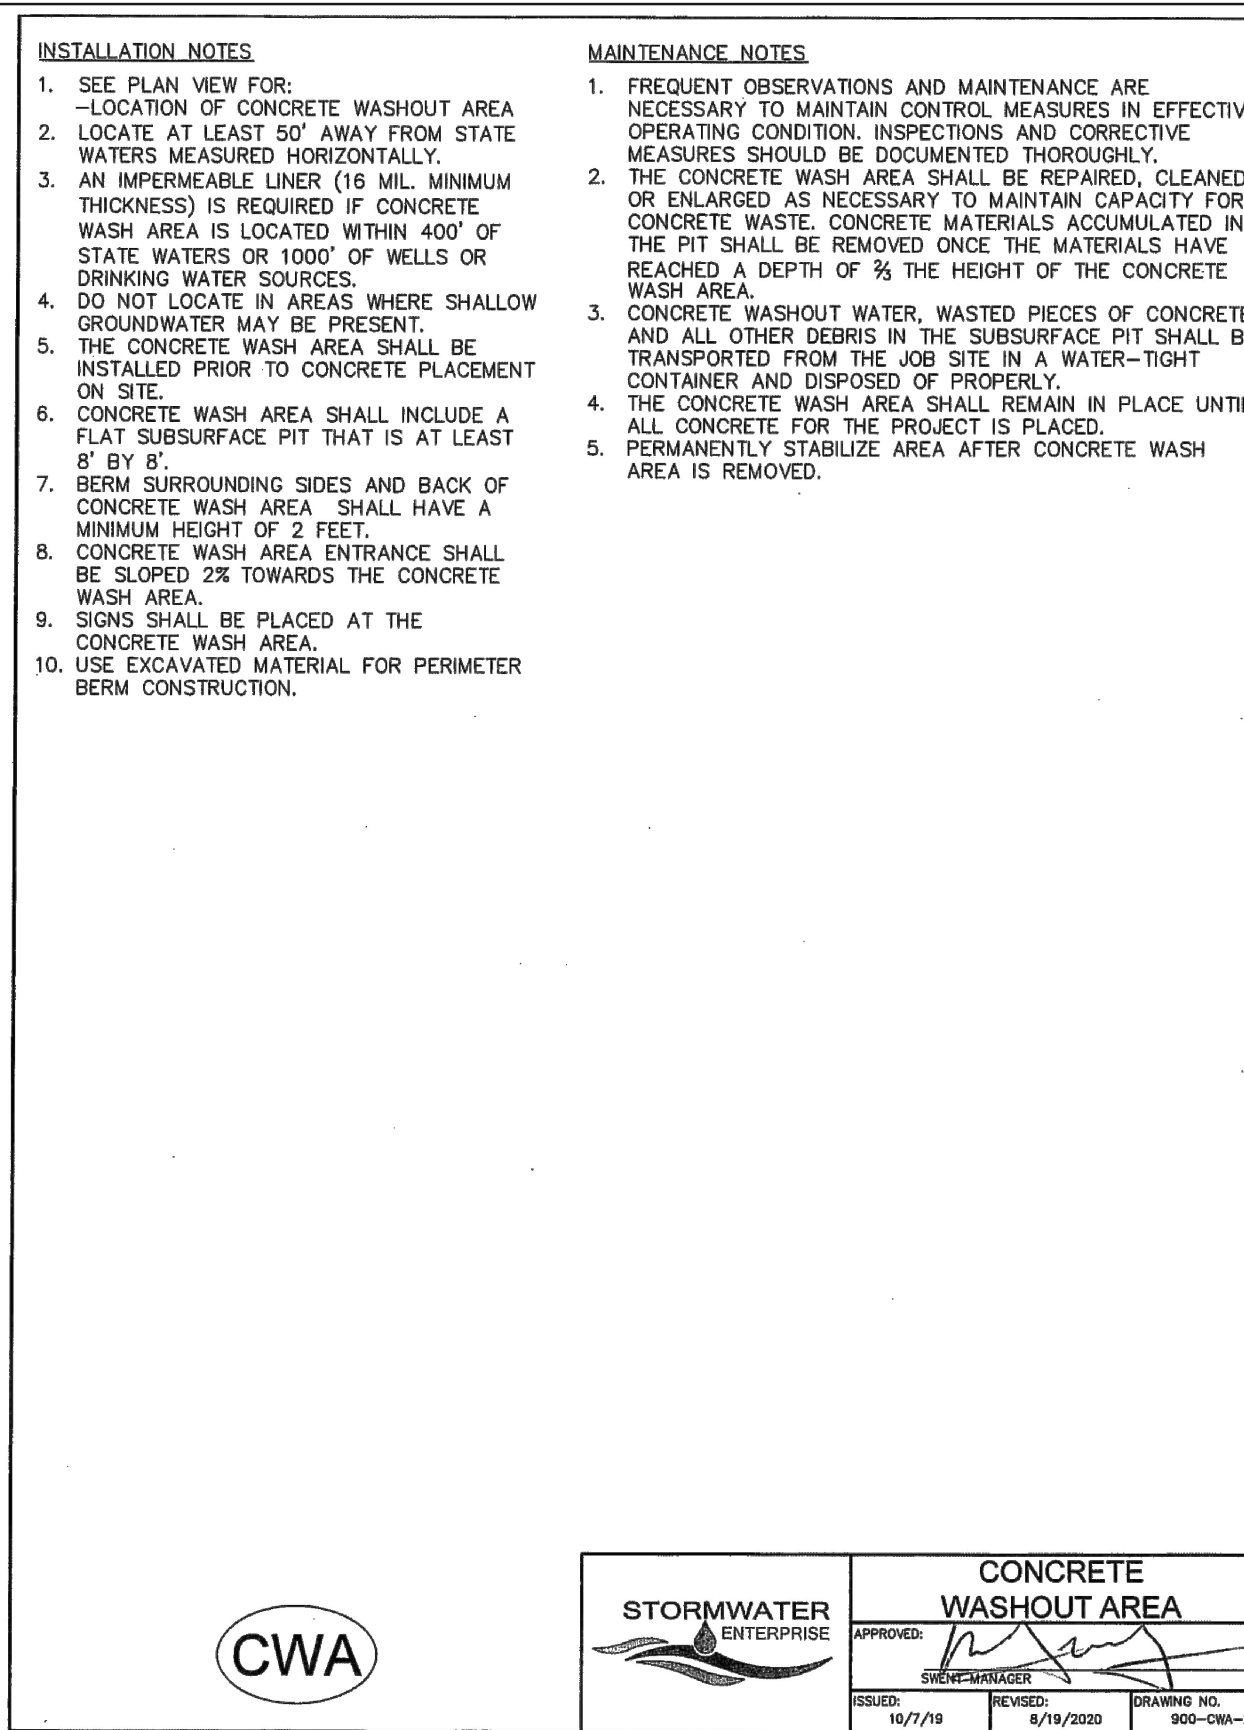 INSTALLATION NOTES
1. SEE PLAN VIEW FOR:
-LOCATION OF CONCRETE WASHOUT AREA
2. LOCATE AT LEAST 50' AWAY FROM STATE
WATERS MEASURED HORIZONTALLY.
3. AN IMPERMEABLE LINER (16 MIL. MINIMUM
THICKNESS) IS REQUIRED IF CONCRETE
WASH AREA IS LOCATED WITHIN 400' OF
STATE WATERS OR 1000' OF WELLS OR
DRINKING WATER SOURCES.
4. DO NOT LOCATE IN AREAS WHERE SHALLOW
GROUNDWATER MAY BE PRESENT.
5. THE CONCRETE WASH AREA SHALL BE
INSTALLED PRIOR TO CONCRETE PLACEMENT
ON SITE.
6. CONCRETE WASH AREA SHALL INCLUDE A
FLAT SUBSURFACE PIT THAT IS AT LEAST
8' BY 8'.
7. BERM SURROUNDING SIDES AND BACK OF
CONCRETE WASH AREA SHALL HAVE A
MINIMUM HEIGHT OF 2 FEET.
8. CONCRETE WASH AREA ENTRANCE SHALL
BE SLOPED 2% TOWARDS THE CONCRETE
WASH AREA.
9. SIGNS SHALL BE PLACED AT THE
CONCRETE WASH AREA.
10. USE EXCAVATED MATERIAL FOR PERIMETER
BERM CONSTRUCTION.
MAINTENANCE NOTES
1. FREQUENT OBSERVATIONS AND MAINTENANCE ARE
NECESSARY TO MAINTAIN CONTROL MEASURES IN EFFECTIV
OPERATING CONDITION. INSPECTIONS AND CORRECTIVE
MEASURES SHOULD BE DOCUMENTED THOROUGHLY.
2. THE CONCRETE WASH AREA SHALL BE REPAIRED, CLEANED
OR ENLARGED AS NECESSARY TO MAINTAIN CAPACITY FOR
CONCRETE WASTE. CONCRETE MATERIALS ACCUMULATED IN
THE PIT SHALL BE REMOVED ONCE THE MATERIALS HAVE
REACHED A DEPTH OF ⅔ THE HEIGHT OF THE CONCRETE
WASH AREA.
3. CONCRETE WASHOUT WATER, WASTED PIECES OF CONCRETE
AND ALL OTHER DEBRIS IN THE SUBSURFACE PIT SHALL B
TRANSPORTED FROM THE JOB SITE IN A WATER-TIGHT
CONTAINER AND DISPOSED OF PROPERLY.
4. THE CONCRETE WASH AREA SHALL REMAIN IN PLACE UNTI
ALL CONCRETE FOR THE PROJECT IS PLACED.
5. PERMANENTLY STABILIZE AREA AFTER CONCRETE WASH
AREA IS REMOVED.
CWA
STORMWATER
ENTERPRISE
CONCRETE
WASHOUT AREA
APPROVED:
SWENT MANAGER
ISSUED:
10/7/19
REVISED:
8/19/2020
DRAWING NO.
900-CWA-